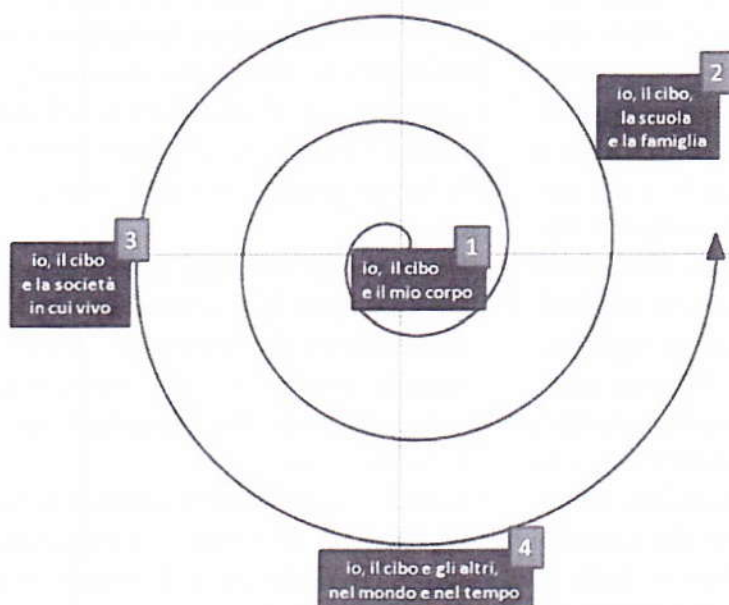 1
io, il cibo
e il mio corpo
2
io, il cibo,
la scuola
e la famiglia
3
io, il cibo
e la società
in cui vivo
4
io, il cibo e gli altri,
nel mondo e nel tempo